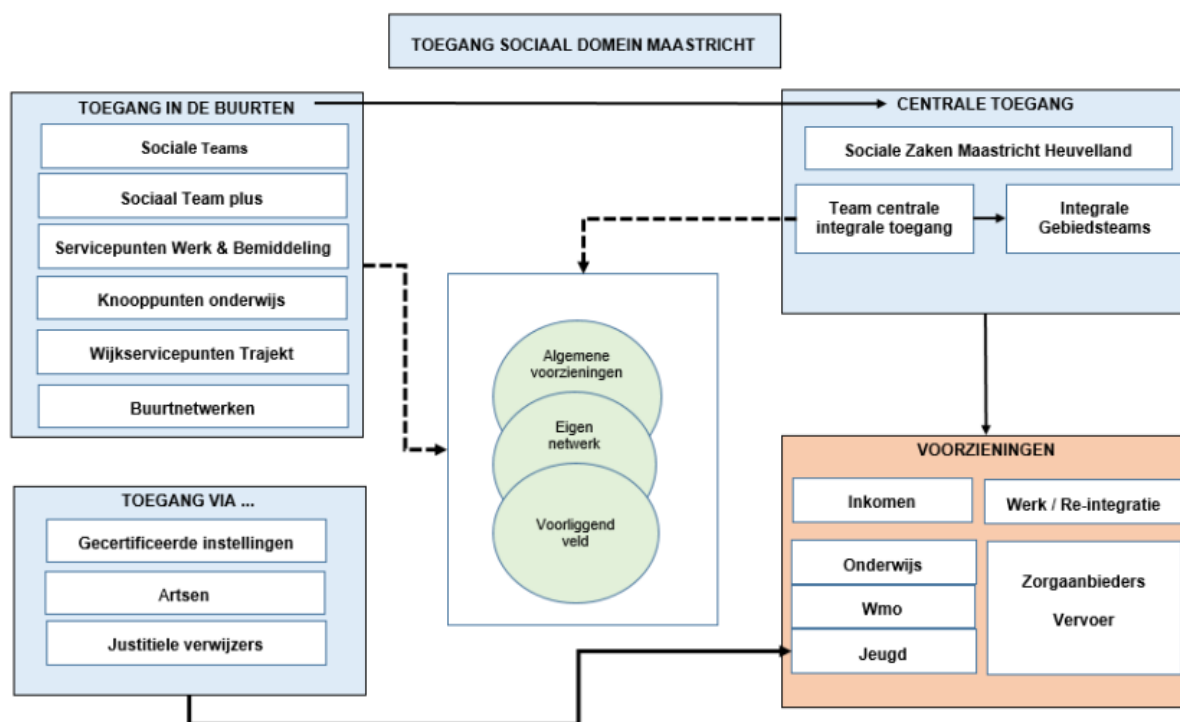 TOEGANG SOCIAAL DOMEIN MAASTRICHT
TOEGANG IN DE BUURTEN
Sociale Teams
Sociaal Team plus
Servicepunten Werk & Bemiddeling
Knooppunten onderwijs
Wijkservicepunten Trajekt
Buurtnetwerken
TOEGANG VIA ...
Gecertificeerde instellingen
Artsen
Justitiele verwijzers
Algemene
voorzieningen
Eigen
netwerk
Voorliggend
veld
CENTRALE TOEGANG
Sociale Zaken Maastricht Heuvelland
Team centrale
integrale toegang
Integrale
Gebiedsteams
VOORZIENINGEN
Inkomen
Werk / Re-integratie
Onderwijs
Wmo
Jeugd
Zorgaanbieders
Vervoer